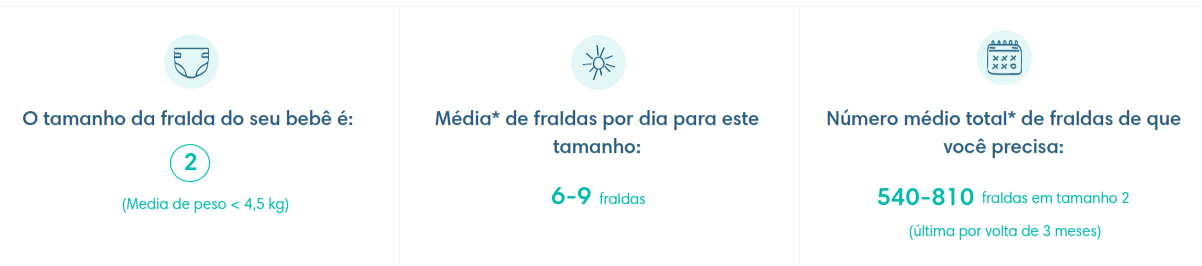 O tamanho da fralda do seu bebê é:
2
(Media de peso < 4,5 kg)
Média* de fraldas por dia para este
tamanho:
6-9 fraldas
Número médio total* de fraldas de que
você precisa:
540-810 fraldas em tamanho 2
(última por volta de 3 meses)